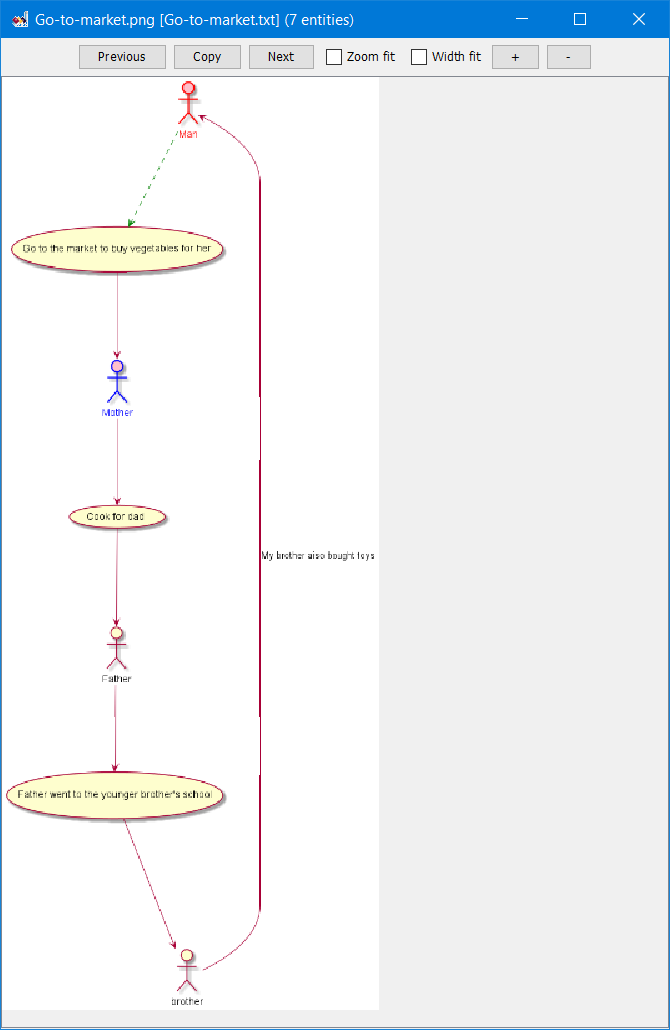 Go-to-market.png [Go-to-market.txt] (7 entities)
Previous
Copy
Next
Zoom fit
Width fit
+
-
Man
Go to the market to buy vegetables for her
Mother
Cook for dad
My brother also bought toys
Father
Father went to the younger brother's school
brother